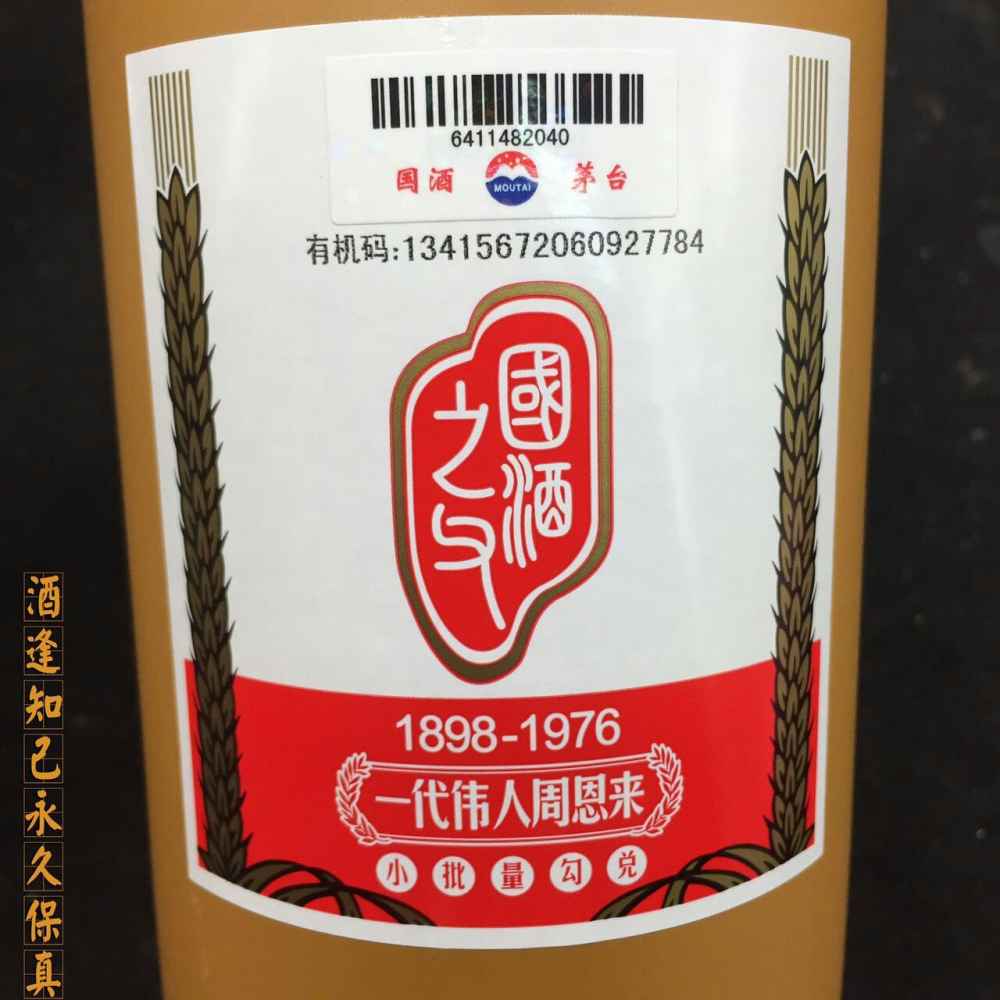 6411482040
国酒 MOUTAI 茅台
有机码:13415672060927784
國酒
之父
1898-1976
一代伟人周恩来
小批量勾兑
酒逢知己永久保真